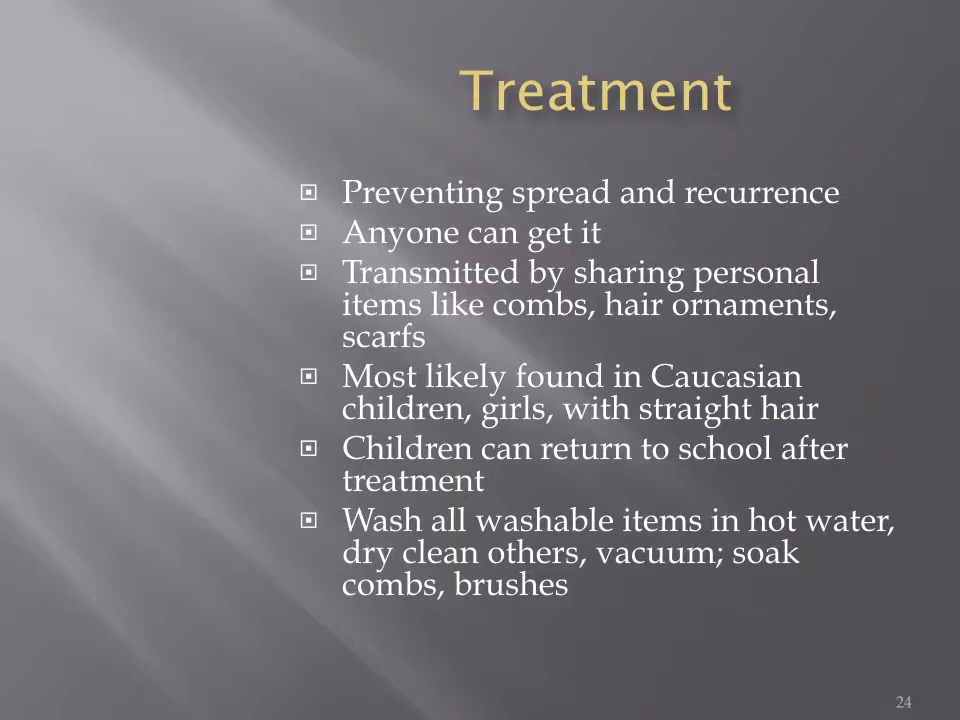 Treatment
Preventing spread and recurrence
Anyone can get it
Transmitted by sharing personal
items like combs, hair ornaments,
scarfs
Most likely found in Caucasian
children, girls, with straight hair
Children can return to school after
treatment
Wash all washable items in hot water,
dry clean others, vacuum; soak
combs, brushes
24